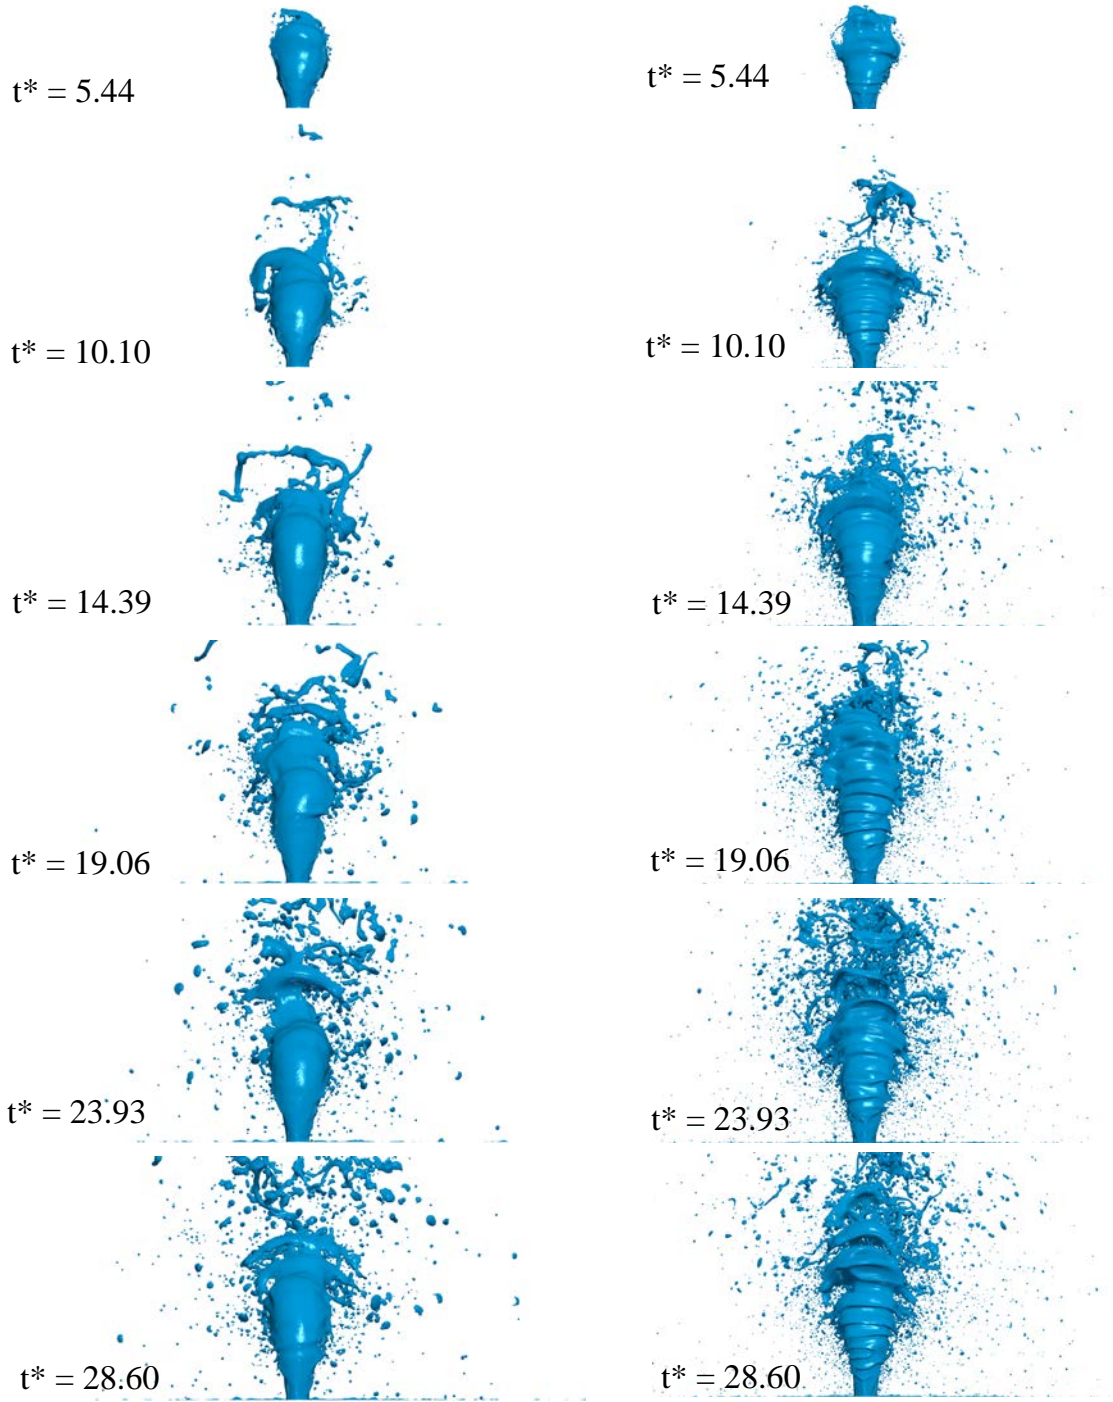 t* = 5.44
t* = 5.44
t* = 10.10
t* = 10.10
t* = 14.39
t* = 14.39
t* = 19.06
t* = 19.06
t* = 23.93
t* = 23.93
t* = 28.60
t* = 28.60